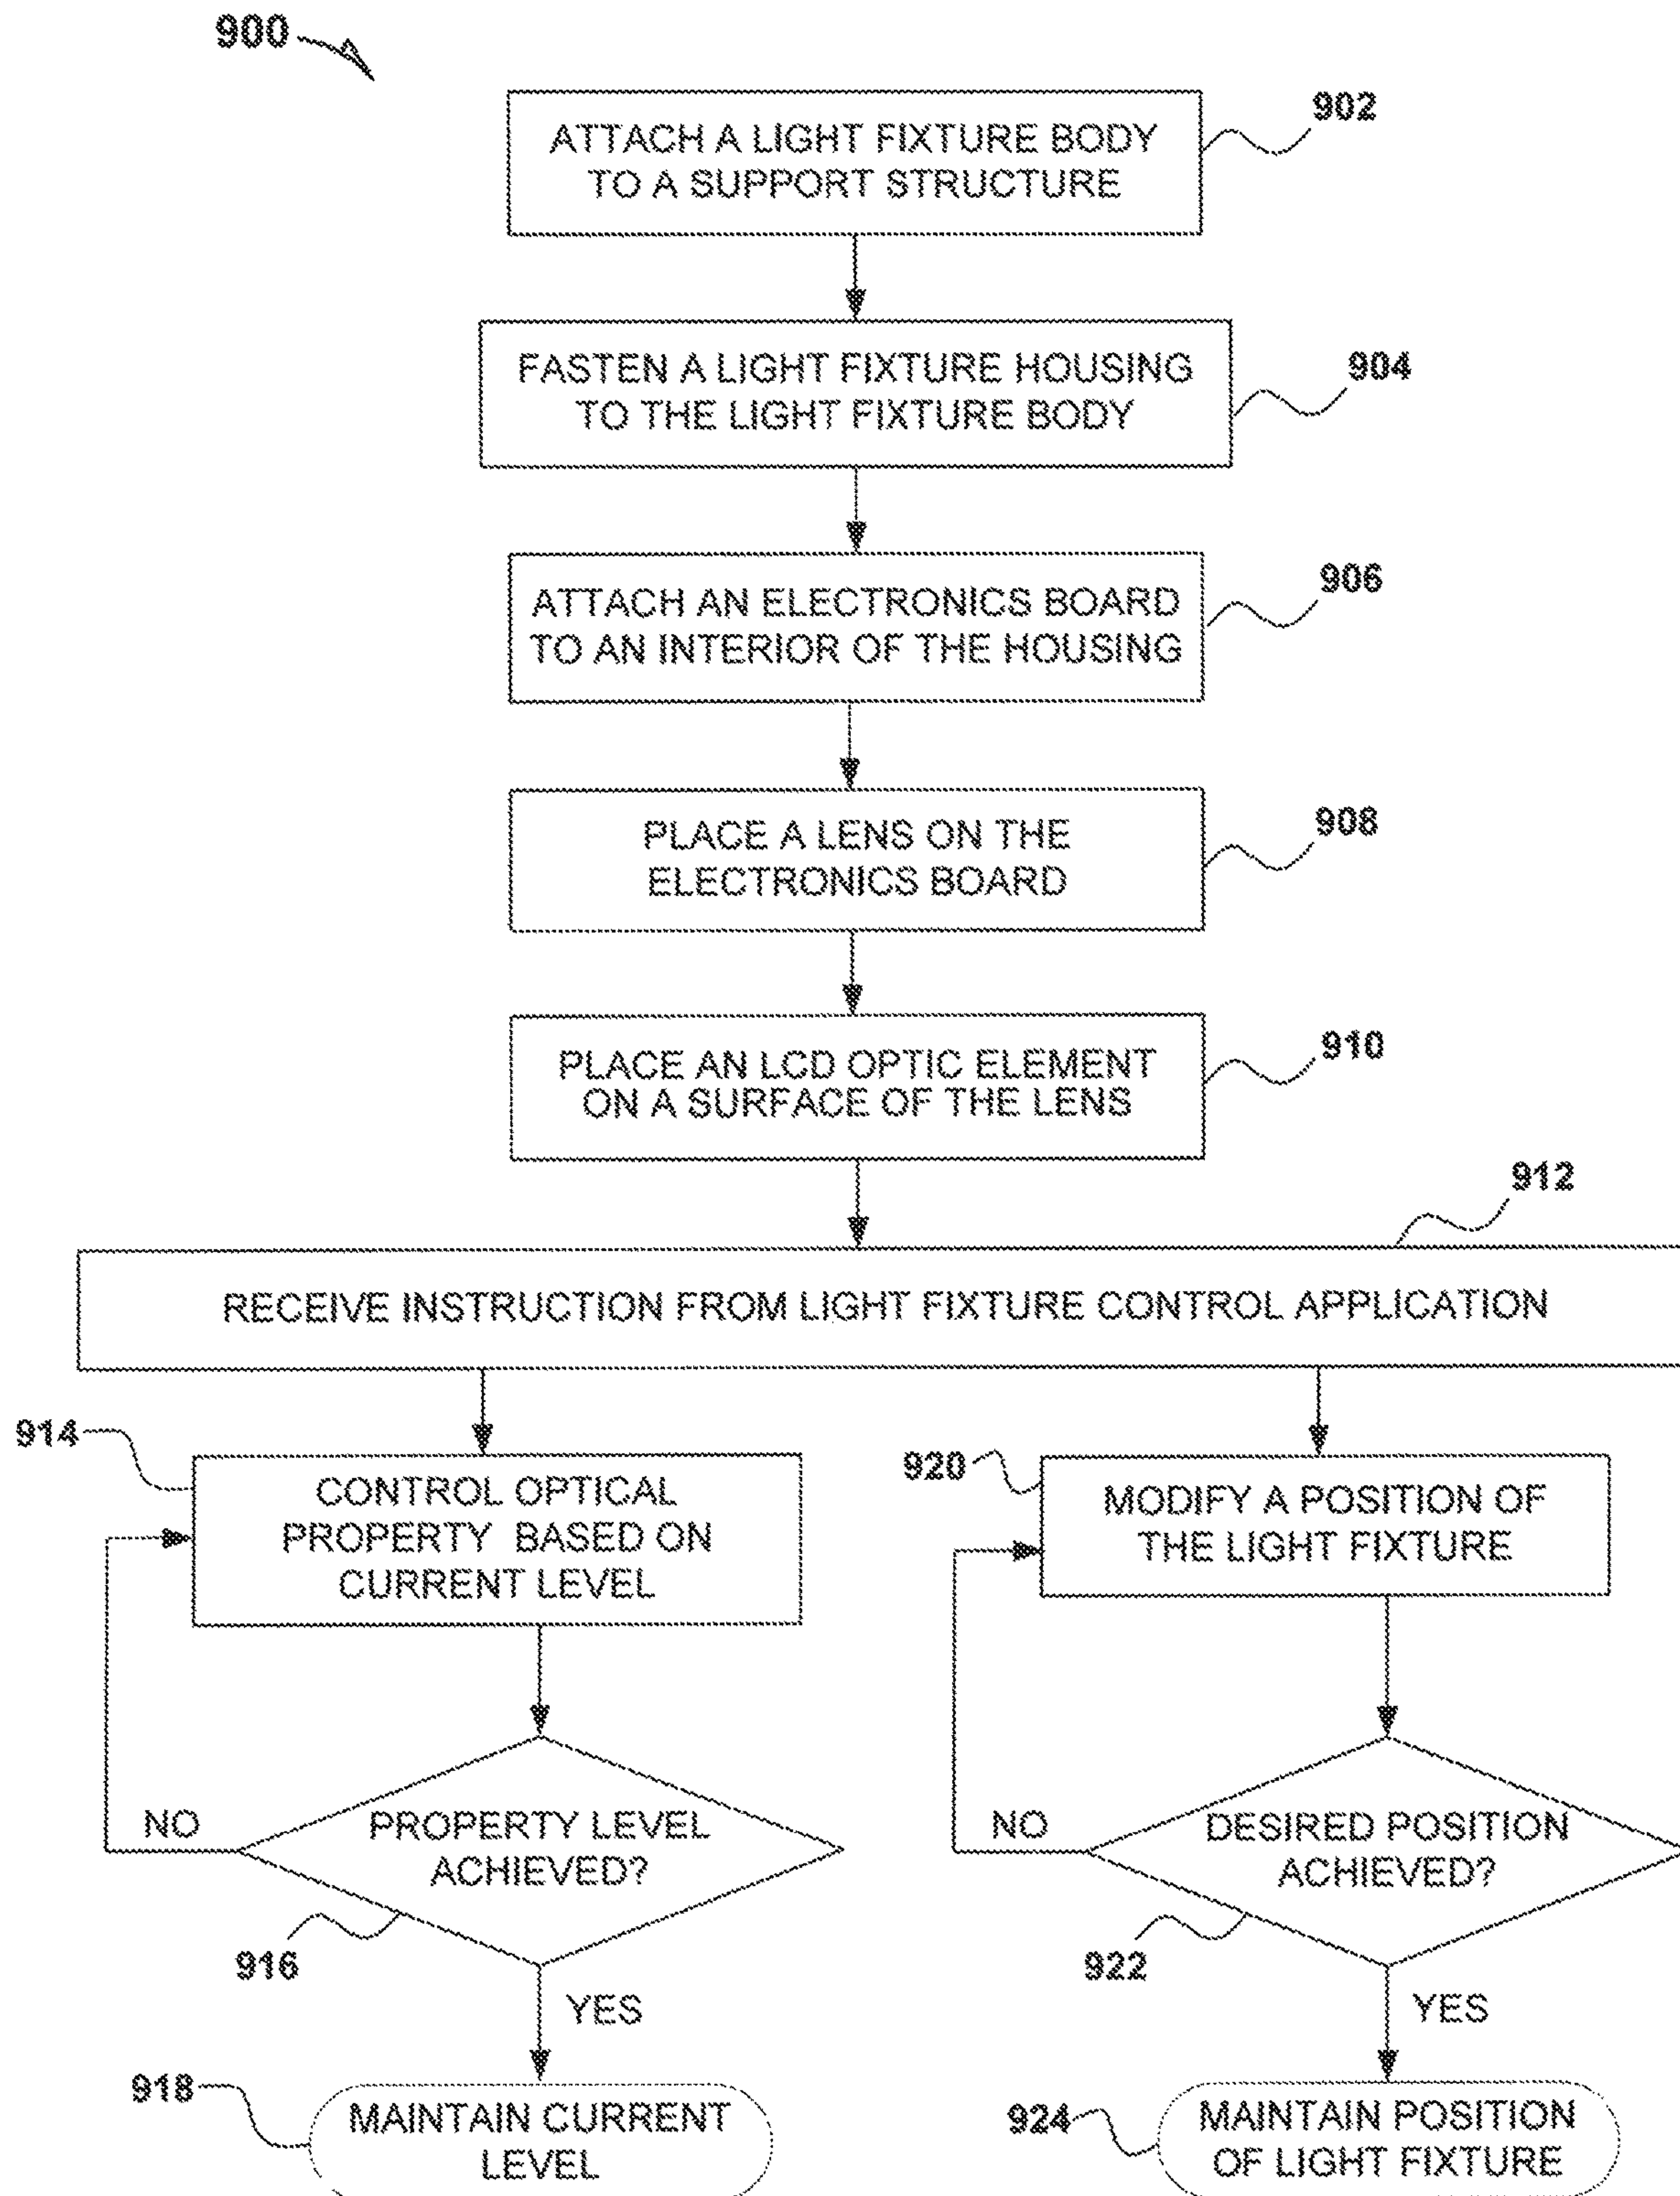 900
902
ATTACH A LIGHT FIXTURE BODY
TO A SUPPORT STRUCTURE
904
FASTEN A LIGHT FIXTURE HOUSING
TO THE LIGHT FIXTURE BODY
906
ATTACH AN ELECTRONICS BOARD
TO AN INTERIOR OF THE HOUSING
908
PLACE A LENS ON THE
ELECTRONICS BOARD
910
PLACE AN LCD OPTIC ELEMENT
ON A SURFACE OF THE LENS
912
RECEIVE INSTRUCTION FROM LIGHT FIXTURE CONTROL APPLICATION
914
CONTROL OPTICAL
PROPERTY BASED ON
CURRENT LEVEL
920
MODIFY A POSITION OF
THE LIGHT FIXTURE
NO
PROPERTY LEVEL
ACHIEVED?
916
YES
NO
DESIRED POSITION
ACHIEVED?
922
YES
918
MAINTAIN CURRENT
LEVEL
924
MAINTAIN POSITION
OF LIGHT FIXTURE